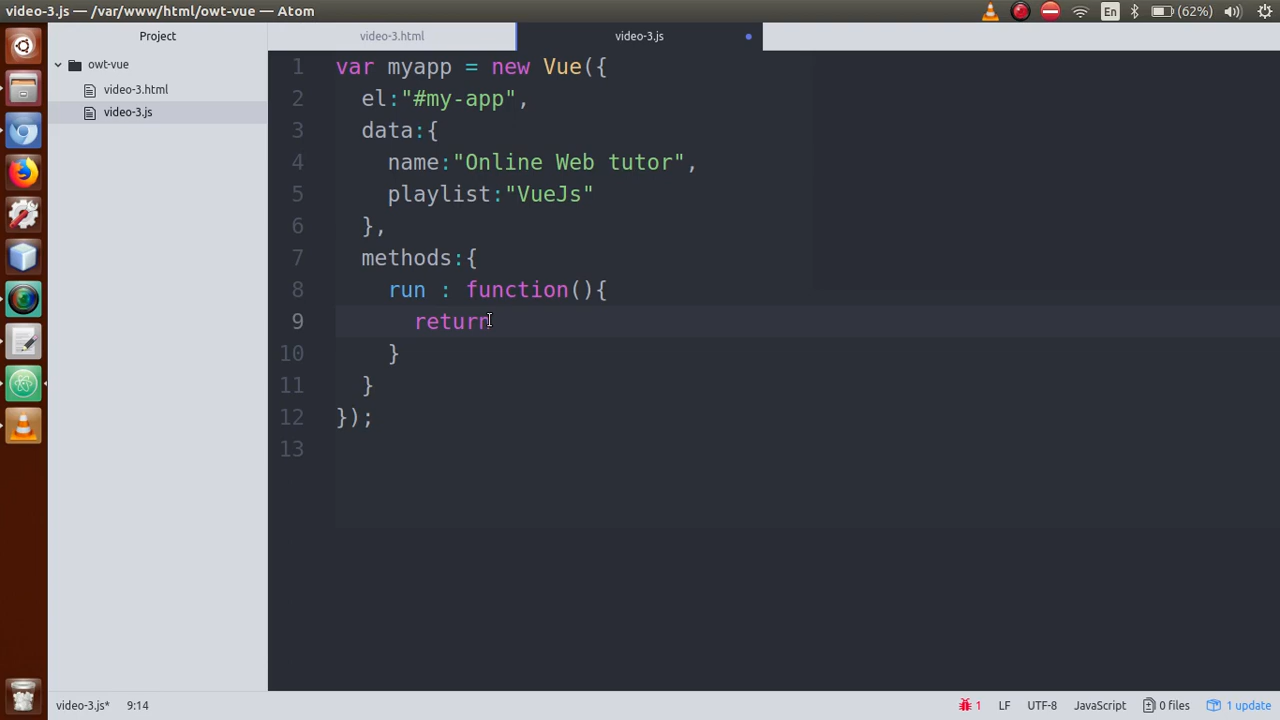 video-3.js — /var/www/html/owt-vue — Atom
En
(62%)
Project
video-3.html
video-3.js
owt-vue
video-3.html
video-3.js
1 var myapp = new Vue({
2 el:"#my-app",
3 data:{
4 name:"Online Web tutor",
5 playlist:"VueJs"
6 },
7 methods:{
8 run : function(){
9 return
10 }
11 }
12 });
13
video-3.js* 9:14
1 LF UTF-8 JavaScript 0 files 1 update